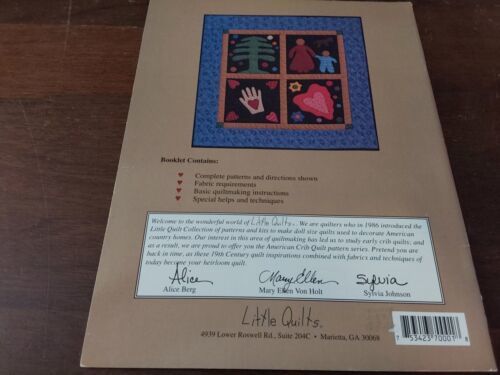 Booklet Contains:
Complete patterns and directions shown
Fabric requirements
Basic quiltmaking instructions
Special helps and techniques
Welcome to the wonderful world of Little Quilts. We are quilters who in 1986 introduced the
Little Quilt Collection of patterns and kits to make doll size quilts used to decorate American
country homes. Our interest in this area of quiltmaking has led us to study early crib quilts; and
as a result, we are proud to offer you the American Crib Quilt pattern series. Pretend you are
back in time, as these 19th Century quilt inspirations combined with fabrics and techniques of
today become your heirloom quilt.
Alice Mary Ellen Sylvia
Alice Berg Mary Ellen Von Holt Sylvia Johnson
Little Quilts.
4939 Lower Roswell Rd., Suite 204C • Marietta, GA 30068
7 53423 70001 8